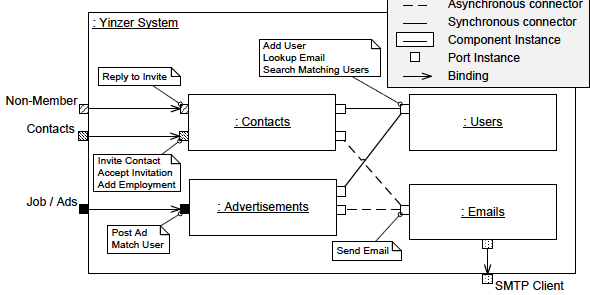 Asynchronous connector
Synchronous connector
Component Instance
Port Instance
Binding
: Yinzer System
Add User
Lookup Email
Search Matching Users
Reply to Invite
Non-Member
: Contacts
: Users
Contacts
Invite Contact
Accept Invitation
Add Employment
Job / Ads
: Advertisements
: Emails
Post Ad
Match User
Send Email
SMTP Client